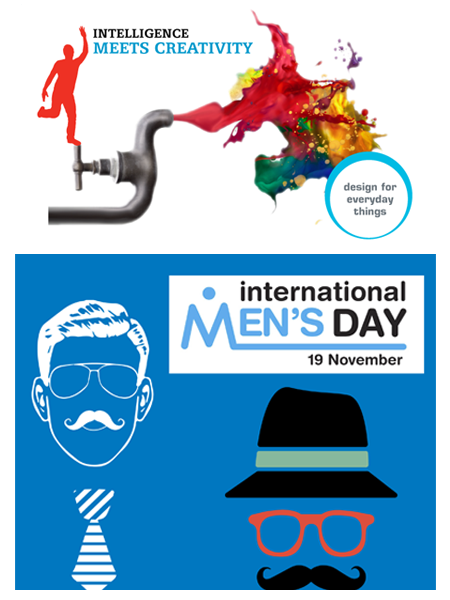 INTELLIGENCE
MEETS CREATIVITY
design for
everyday
things
international
MEN'S DAY
19 November